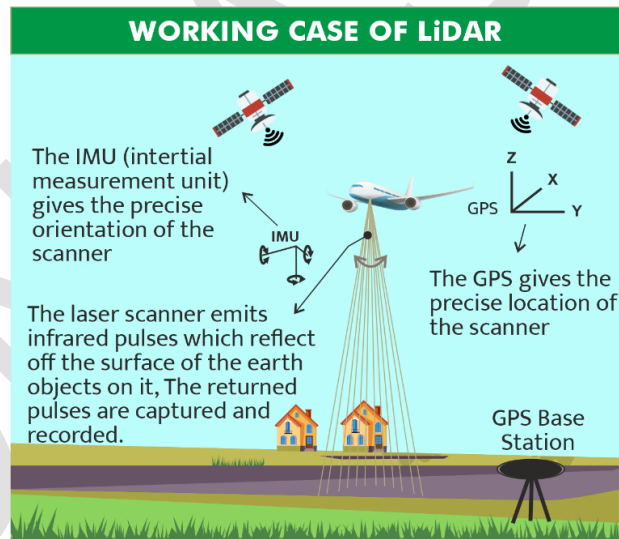 WORKING CASE OF LiDAR
The IMU (intertial
measurement unit)
gives the precise
orientation of the
scanner
IMU
Z
X
GPS
Y
The GPS gives the
precise location of
the scanner
The laser scanner emits
infrared pulses which reflect
off the surface of the earth
objects on it, The returned
pulses are captured and
recorded.
GPS Base
Station